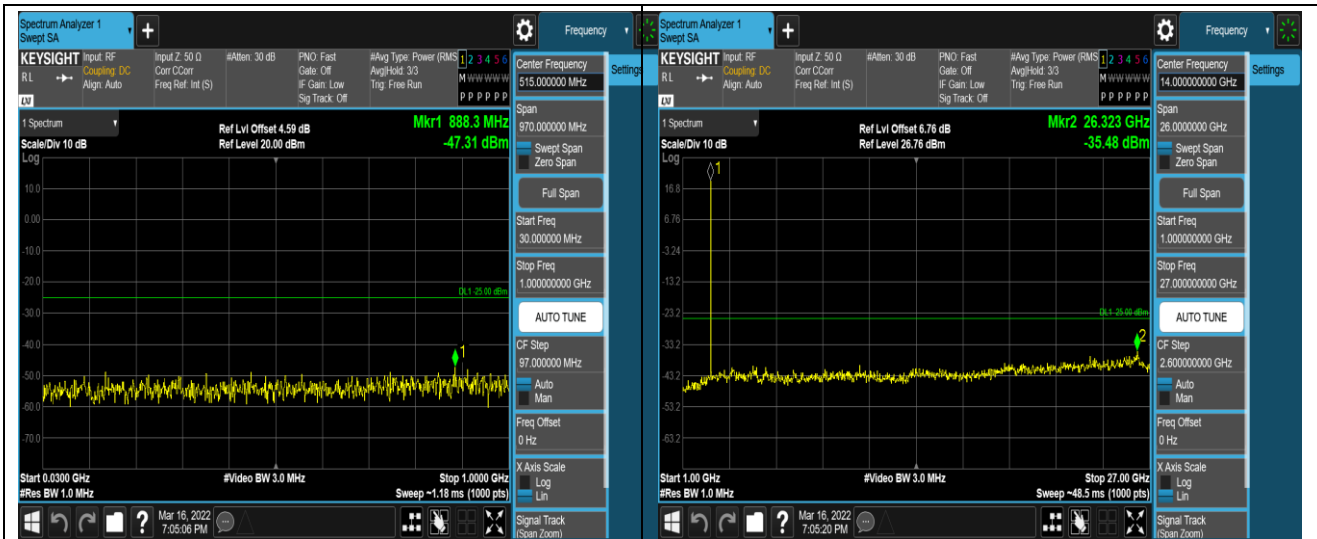 Spectrum Analyzer 1
Swept SA
+
Frequency
KEYSIGHT
RL
LXI
Input: RF
Coupling: DC
Align: Auto
Input Z: 50 Ω
Corr CCorr
Freq Ref: Int (S)
#Atten: 30 dB
PNO: Fast
Gate: Off
IF Gain: Low
Sig Track: Off
#Avg Type: Power (RMS
Avg|Hold: 3/3
Trig: Free Run
1 2 3 4 5 6
M W W W W W
P P P P P P
1 Spectrum
Scale/Div 10 dB
Log
Ref Lvl Offset 4.59 dB
Ref Level 20.00 dBm
Mkr1 888.3 MHz
-47.31 dBm
10.0
0.00
-10.0
-20.0
-30.0
-40.0
-50.0
-60.0
-70.0
DL1 -25.00 dBm
1
Start 0.0300 GHz
#Res BW 1.0 MHz
#Video BW 3.0 MHz
Stop 1.0000 GHz
Sweep ~1.18 ms (1000 pts)
Mar 16, 2022
7:05:06 PM
?
Center Frequency
515.000000 MHz
Settings
Span
970.000000 MHz
Swept Span
Zero Span
Full Span
Start Freq
30.000000 MHz
Stop Freq
1.000000000 GHz
AUTO TUNE
CF Step
97.000000 MHz
Auto
Man
Freq Offset
0 Hz
X Axis Scale
Log
Lin
Signal Track
(Span Zoom)
Spectrum Analyzer 1
Swept SA
+
Frequency
KEYSIGHT
RL
LXI
Input: RF
Coupling: DC
Align: Auto
Input Z: 50 Ω
Corr CCorr
Freq Ref: Int (S)
#Atten: 30 dB
PNO: Fast
Gate: Off
IF Gain: Low
Sig Track: Off
#Avg Type: Power (RMS
Avg|Hold: 3/3
Trig: Free Run
1 2 3 4 5 6
M W W W W W
P P P P P P
1 Spectrum
Scale/Div 10 dB
Log
Ref Lvl Offset 6.76 dB
Ref Level 26.76 dBm
Mkr2 26.323 GHz
-35.48 dBm
1
16.8
6.76
-3.24
-13.2
-23.2
-33.2
-43.2
-53.2
-63.2
DL1 -25.00 dBm
2
Start 1.00 GHz
#Res BW 1.0 MHz
#Video BW 3.0 MHz
Stop 27.00 GHz
Sweep ~48.5 ms (1000 pts)
Mar 16, 2022
7:05:20 PM
?
Center Frequency
14.000000000 GHz
Settings
Span
26.0000000 GHz
Swept Span
Zero Span
Full Span
Start Freq
1.000000000 GHz
Stop Freq
27.000000000 GHz
AUTO TUNE
CF Step
2.600000000 GHz
Auto
Man
Freq Offset
0 Hz
X Axis Scale
Log
Lin
Signal Track
(Span Zoom)